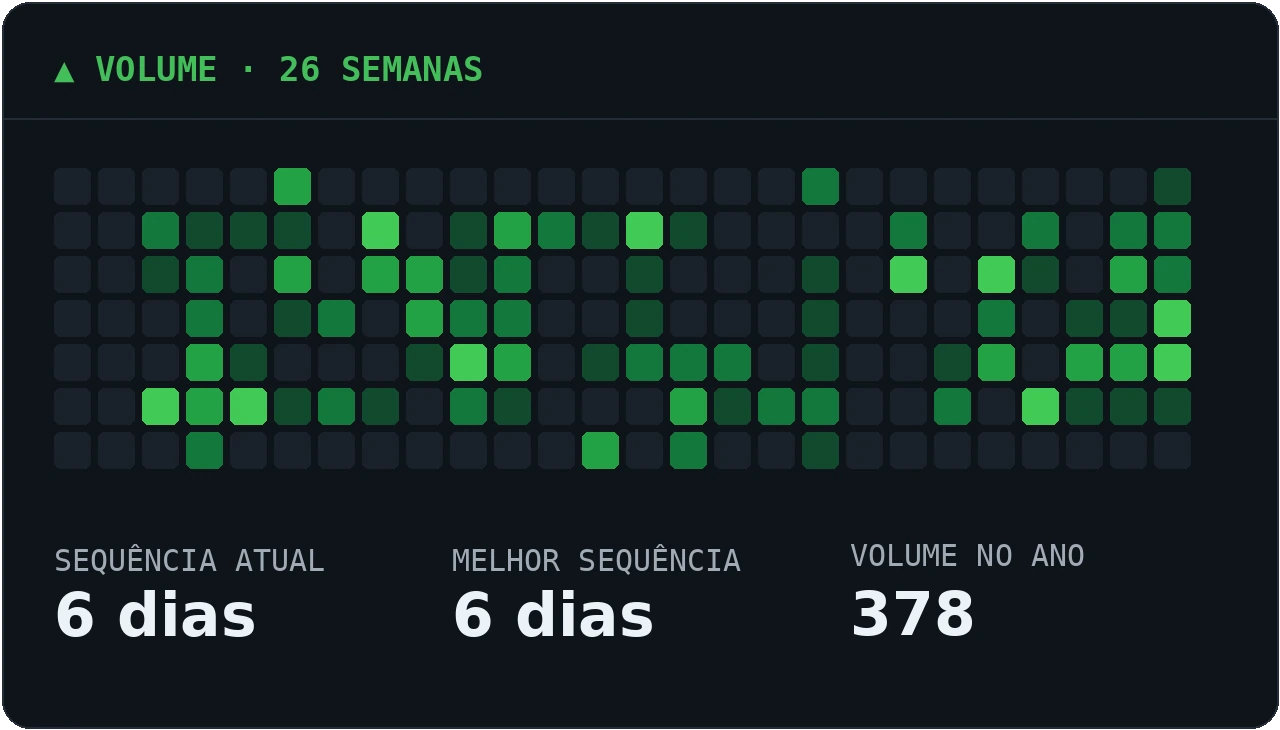 ▲ VOLUME · 26 SEMANAS
SEQUÊNCIA ATUAL
6 dias
MELHOR SEQUÊNCIA
6 dias
VOLUME NO ANO
378